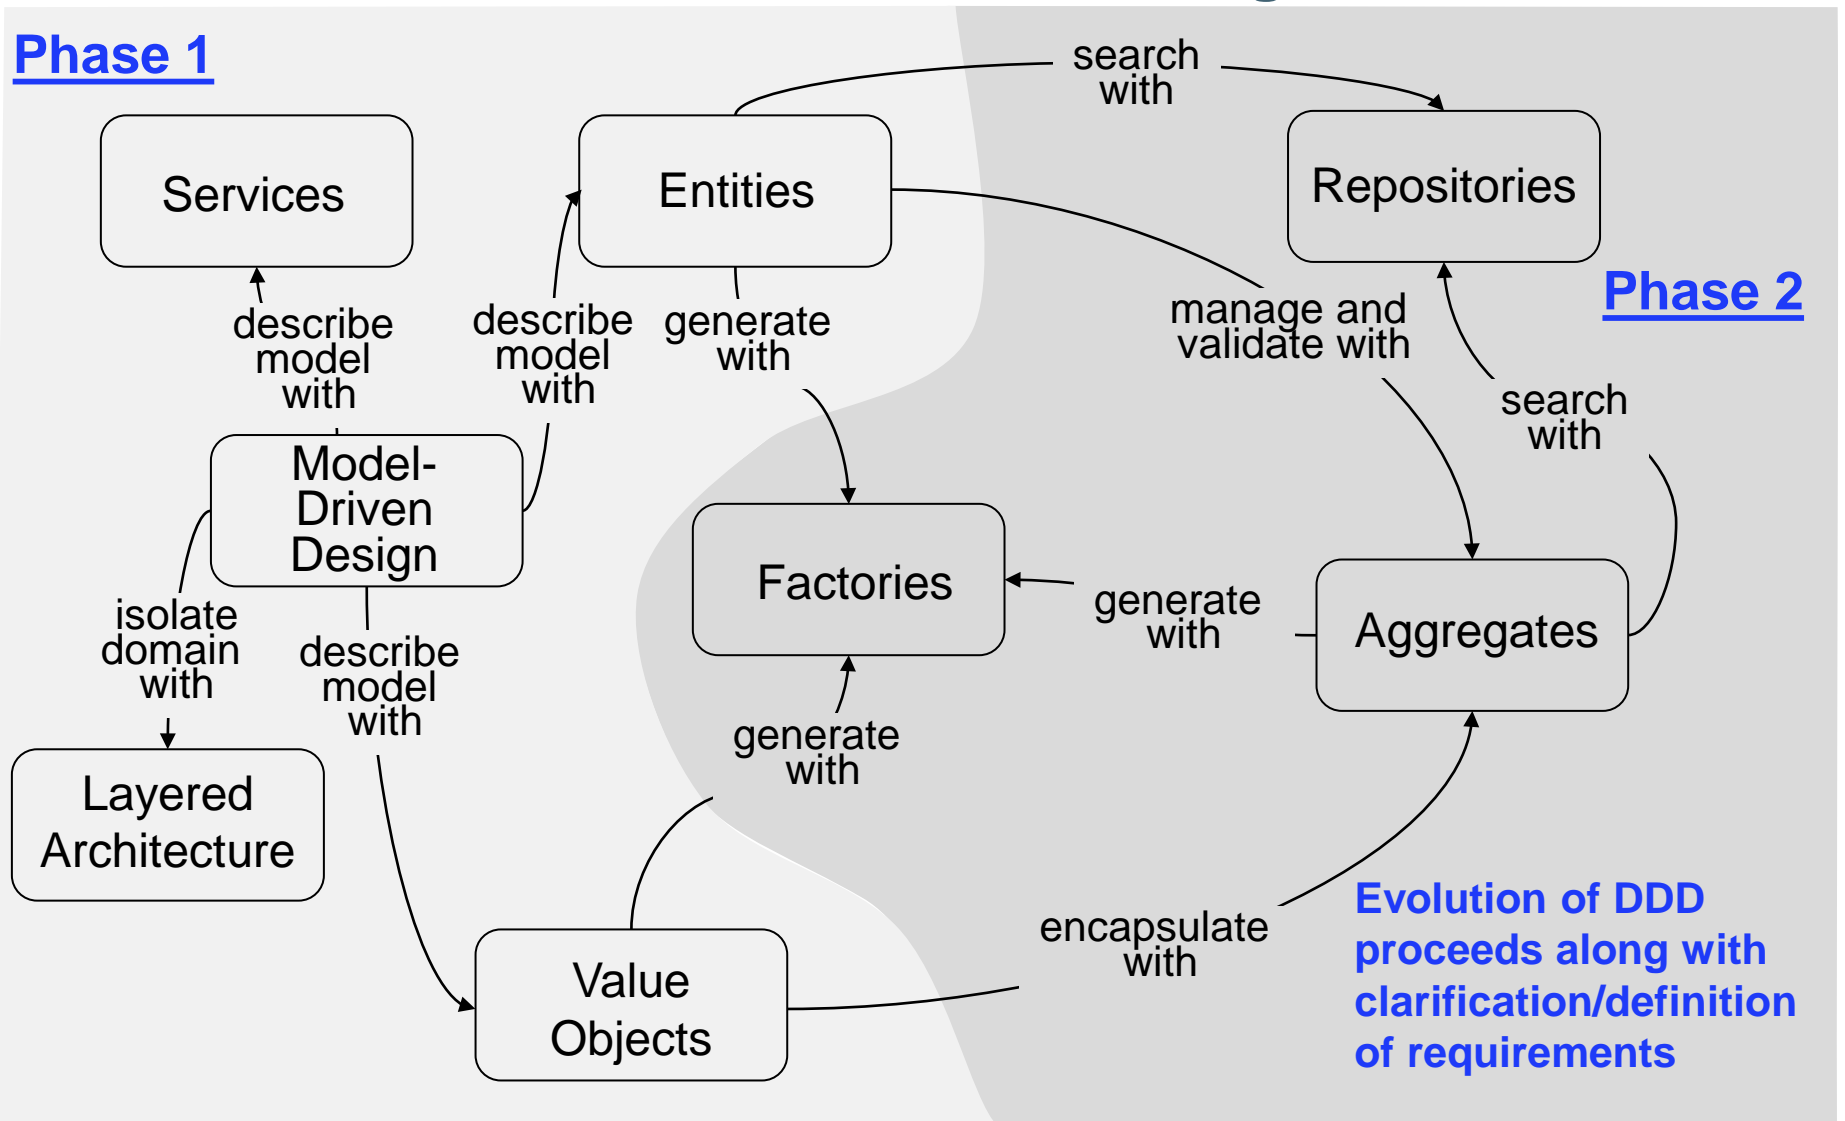 Phase 1
search
with
Services
Entities
Repositories
Phase 2
describe
model
with
describe
model
with
generate
with
manage and
validate with
search
with
Model-
Driven
Design
Factories
generate
with
Aggregates
isolate
domain
with
describe
model
with
generate
with
Layered
Architecture
encapsulate
with
Value
Objects
Evolution of DDD
proceeds along with
clarification/definition
of requirements